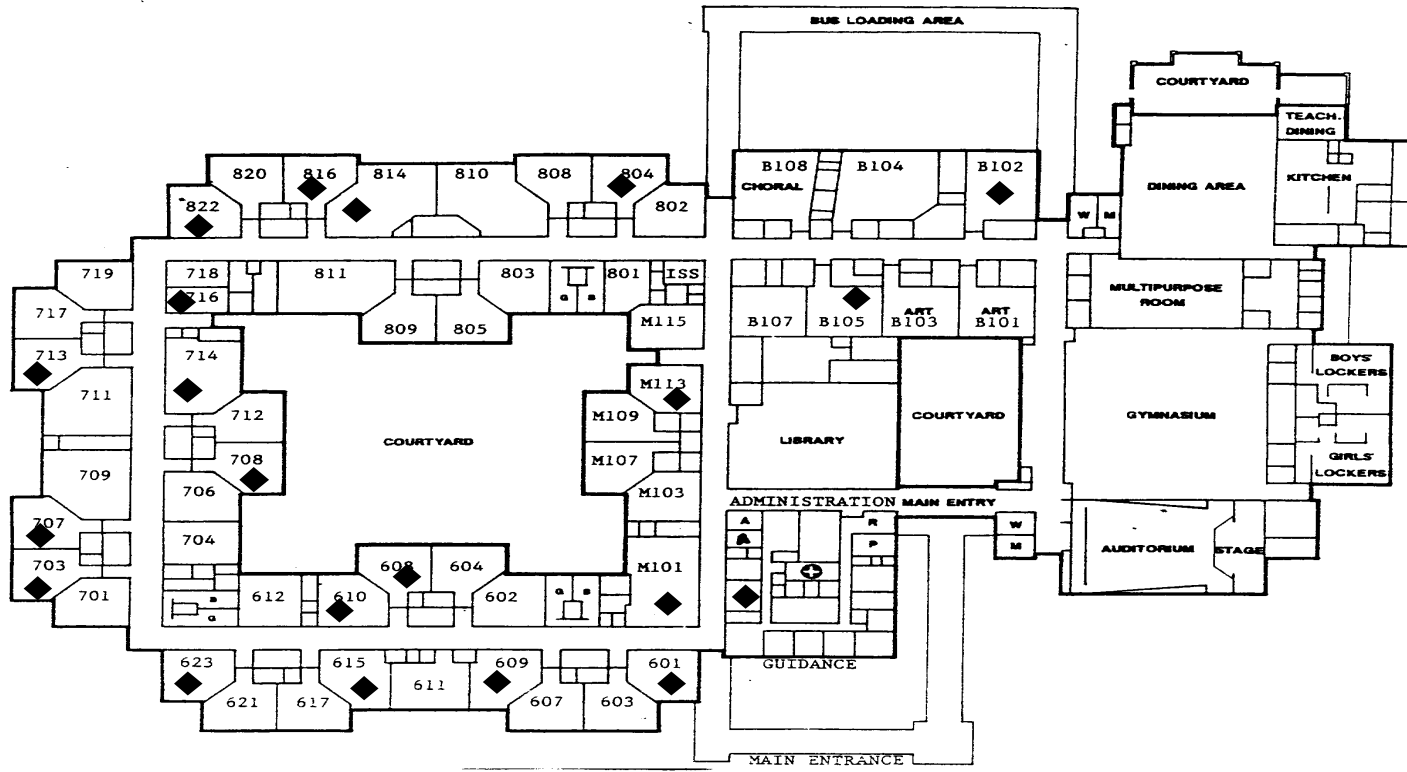 BUS LOADING AREA
COURTYARD
TEACH.
DINING
820
816
814
810
808
804
B108
B104
B102
CHORAL
DINING AREA
KITCHEN
822
802
W
M
719
718
811
803
801
ISS
716
MULTIPURPOSE
ROOM
G
B
717
809
805
M115
B107
B105
ART
B103
ART
B101
713
714
BOYS'
LOCKERS
711
M113
712
M109
COURTYARD
LIBRARY
COURTYARD
GYMNASIUM
708
M107
GIRLS'
LOCKERS
709
706
M103
ADMINISTRATION
MAIN ENTRY
707
704
A
R
W
A
P
M
AUDITORIUM
STAGE
703
608
604
M101
701
B
G
612
610
602
G
B
623
615
609
601
GUIDANCE
611
621
617
607
603
MAIN ENTRANCE